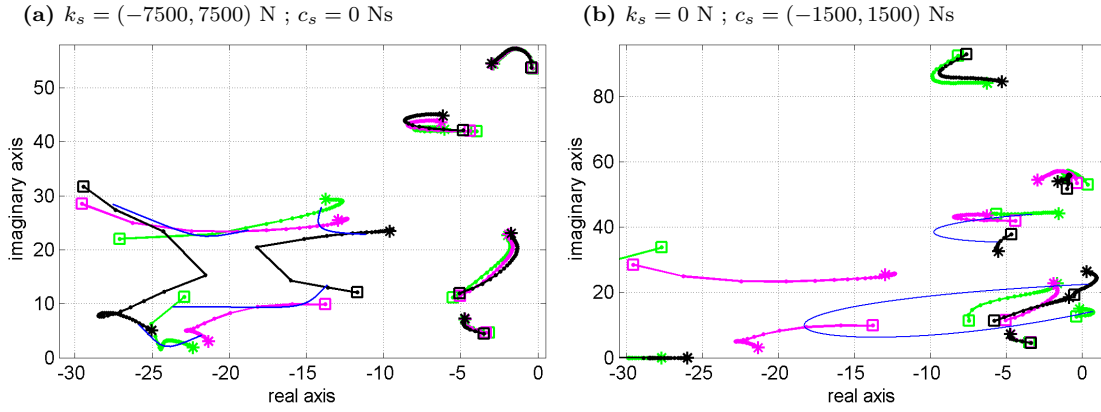 (a) k_s = (−7500, 7500) N ; c_s = 0 Ns
(b) k_s = 0 N ; c_s = (−1500, 1500) Ns
imaginary axis
50
40
30
20
10
0
-30 -25 -20 -15 -10 -5 0
real axis
imaginary axis
80
60
40
20
0
-30 -25 -20 -15 -10 -5 0
real axis